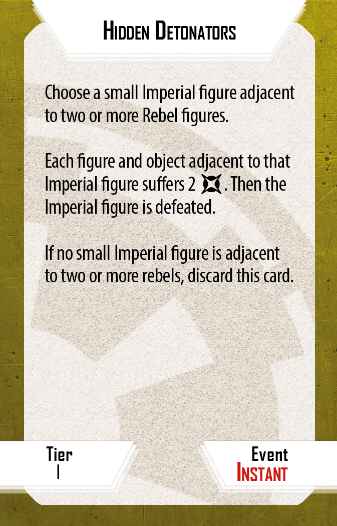 Hidden Detonators
Choose a small Imperial figure adjacent
to two or more Rebel figures.
Each figure and object adjacent to that
Imperial figure suffers 2 . Then the
Imperial figure is defeated.
If no small Imperial figure is adjacent
to two or more rebels, discard this card.
Tier
I
Event
Instant